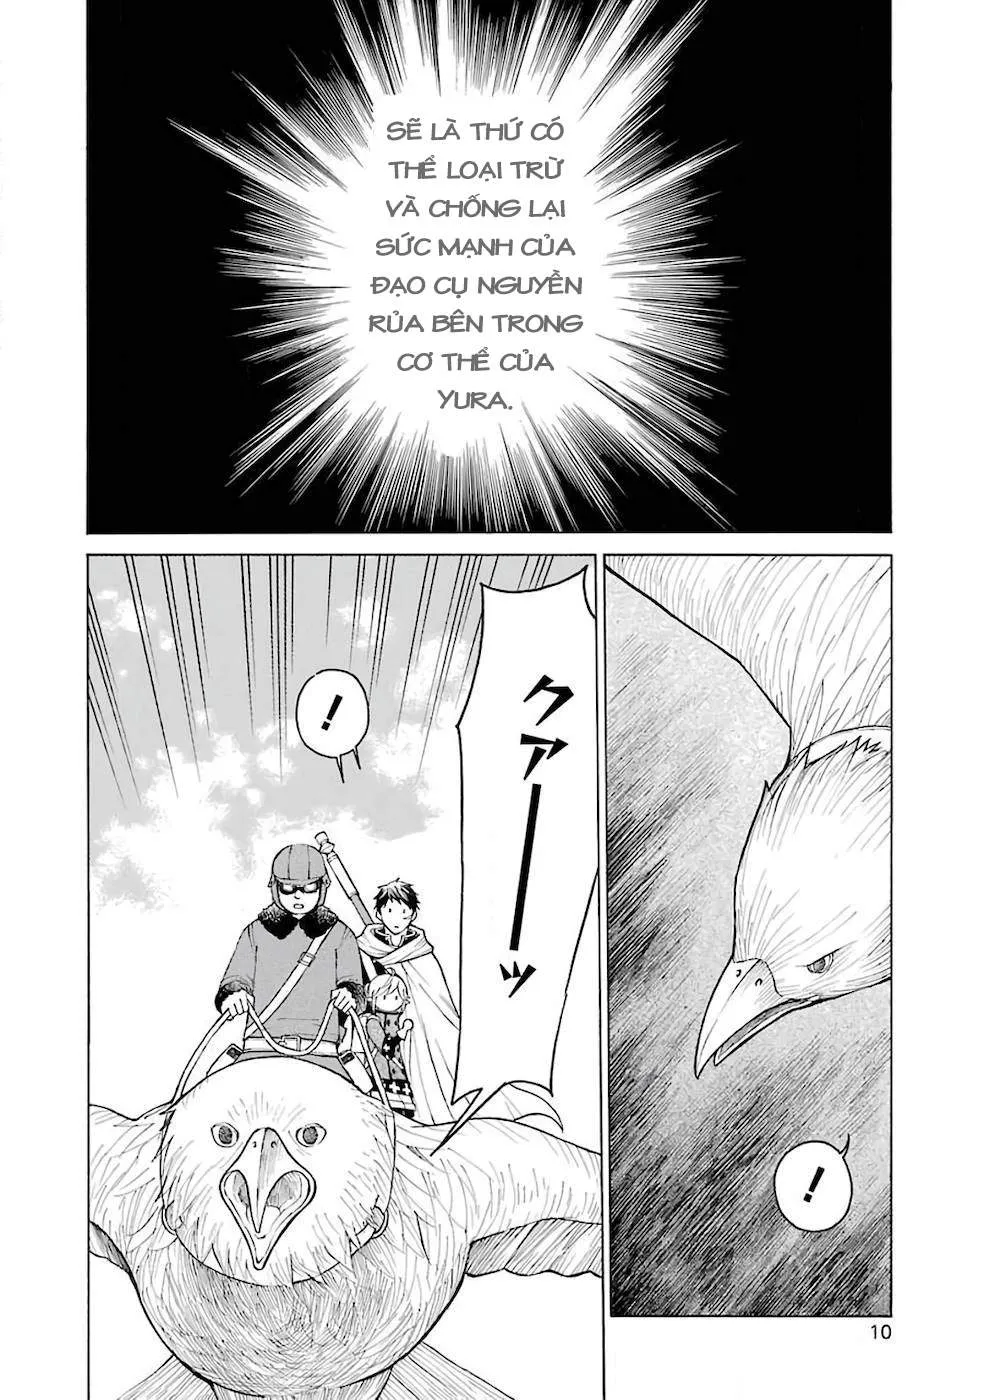 SẼ LÀ THỨ CÓ
THỂ LOẠI TRỪ
VÀ CHỐNG LẠI
SỨC MẠNH CỦA
ĐẠO CỤ NGUYỀN
RỦA BÊN TRONG
CƠ THỂ CỦA
YURA.
!
クアーッ
!
10